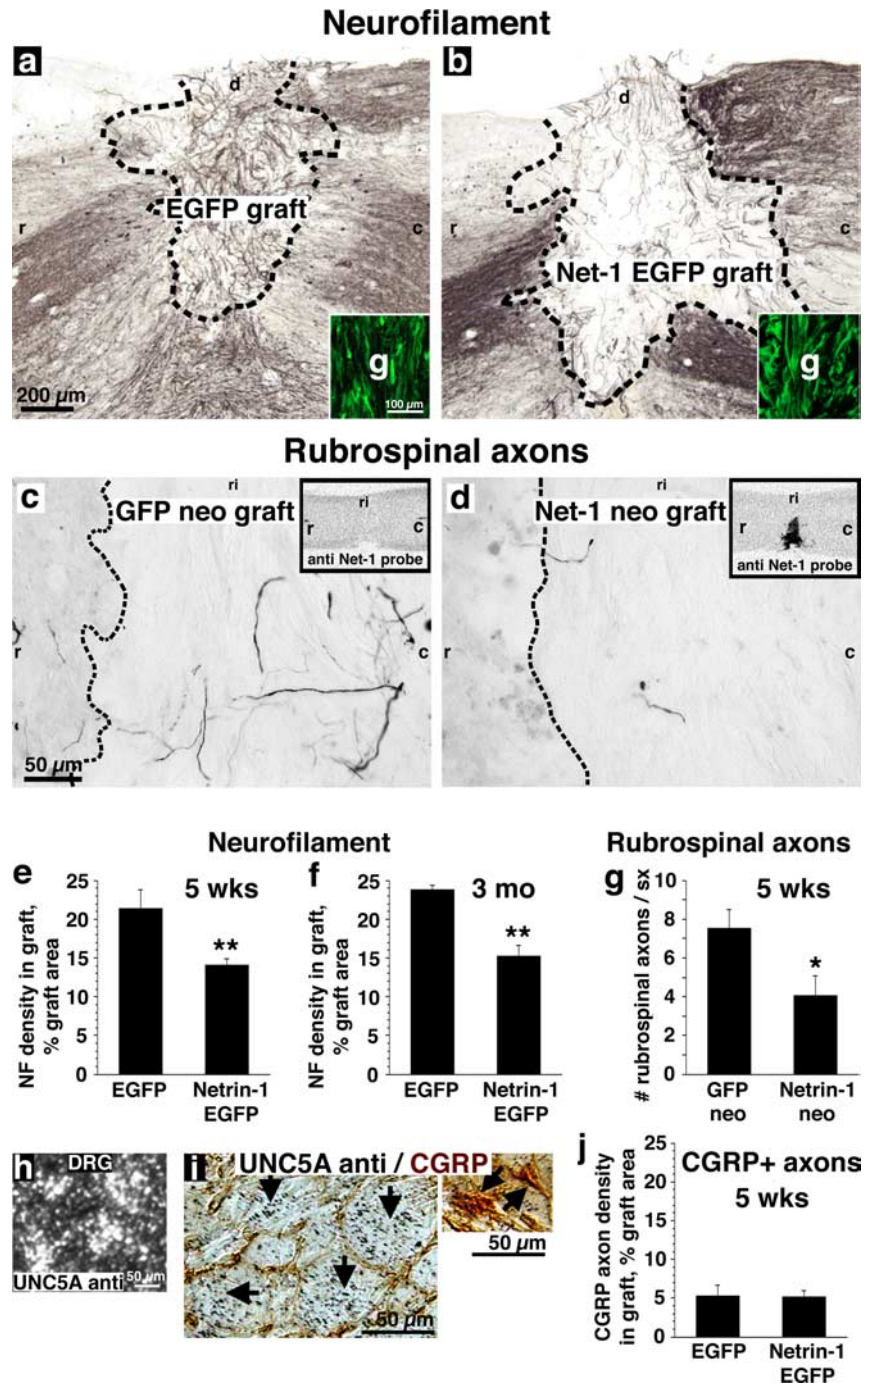 Neurofilament
a
d
EGFP graft
r
c
g
200 µm
100 µm
b
d
Net-1 EGFP graft
c
g
Rubrospinal axons
c
ri
GFP neo graft
r
c
anti Net-1 probe
50 µm
r
c
d
ri
Net-1 neo graft
ri
r
c
anti Net-1 probe
r
c
Neurofilament
Rubrospinal axons
e
5 wks
NF density in graft,
% graft area
25
20
15
10
5
0
**
EGFP
Netrin-1
EGFP
f
3 mo
NF density in graft,
% graft area
25
20
15
10
5
0
**
EGFP
Netrin-1
EGFP
g
5 wks
# rubrospinal axons / sx
10
8
6
4
2
0
*
GFP
neo
Netrin-1
neo
h
DRG
UNC5A anti
50 µm
i
UNC5A anti / CGRP
50 µm
50 µm
j
CGRP+ axons
5 wks
CGRP axon density
in graft, % graft area
25
20
15
10
5
0
EGFP
Netrin-1
EGFP